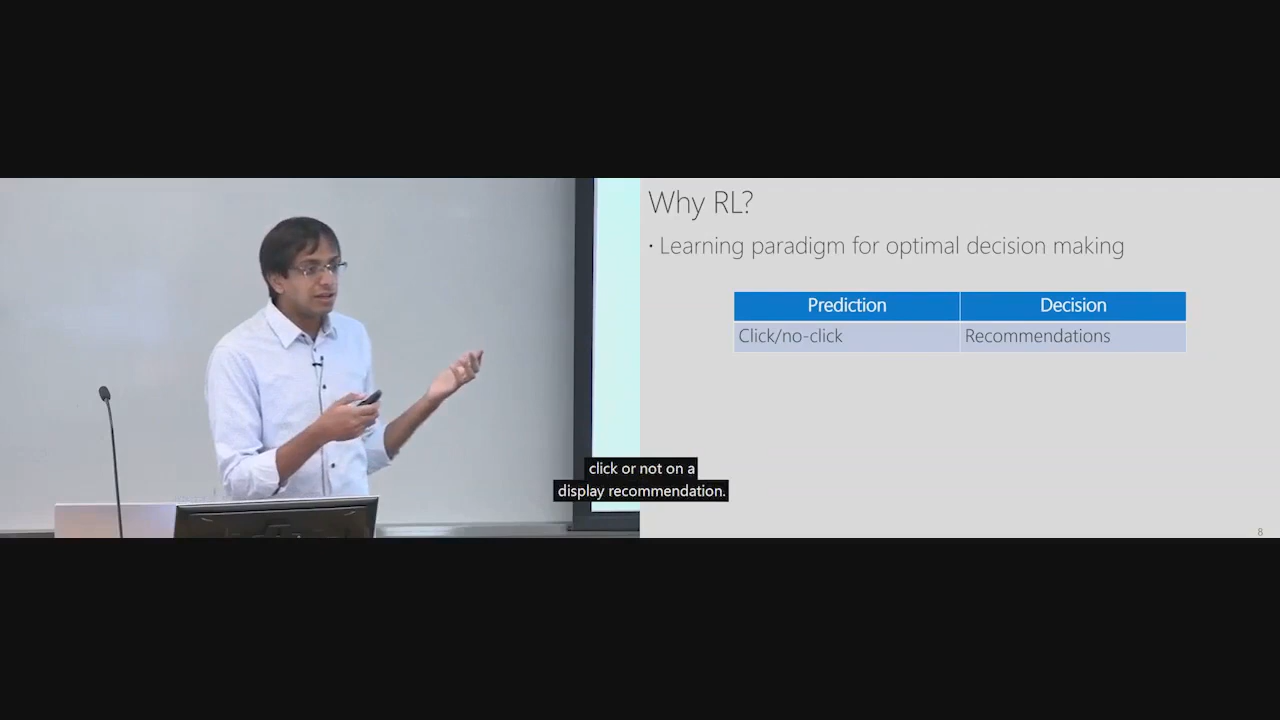 Why RL?
· Learning paradigm for optimal decision making
Prediction Decision
Click/no-click Recommendations
click or not on a
display recommendation.
8